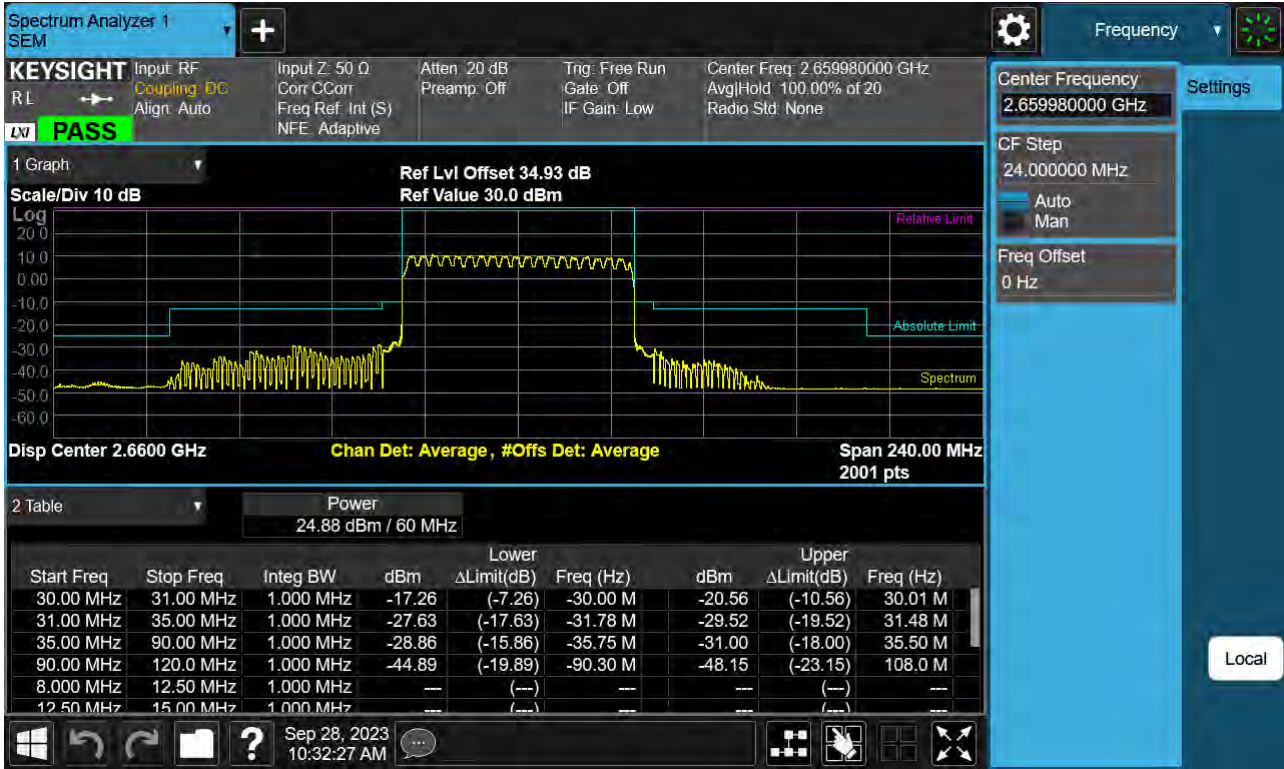 Spectrum Analyzer 1
SEM
Frequency
KEYSIGHT
RL
LXI
PASS
Input: RF
Coupling: DC
Align: Auto
Input Z: 50 Ω
Corr CCorr
Freq Ref: Int (S)
NFE: Adaptive
Atten: 20 dB
Preamp: Off
Trig: Free Run
Gate: Off
IF Gain: Low
Center Freq: 2.659980000 GHz
Avg|Hold: 100.00% of 20
Radio Std: None
Center Frequency
2.659980000 GHz
Settings
CF Step
24.000000 MHz
Auto
Man
Freq Offset
0 Hz
Local
1 Graph
Ref Lvl Offset 34.93 dB
Scale/Div 10 dB
Ref Value 30.0 dBm
Log
Relative Limit
20.0
10.0
0.00
-10.0
-20.0
Absolute Limit
-30.0
-40.0
Spectrum
-50.0
-60.0
Disp Center 2.6600 GHz
Chan Det: Average, #Offs Det: Average
Span 240.00 MHz
2001 pts
2 Table
Power
24.88 dBm / 60 MHz
Lower Upper
Start Freq Stop Freq Integ BW dBm ΔLimit(dB) Freq (Hz) dBm ΔLimit(dB) Freq (Hz)
30.00 MHz 31.00 MHz 1.000 MHz -17.26 (-7.26) -30.00 M -20.56 (-10.56) 30.01 M
31.00 MHz 35.00 MHz 1.000 MHz -27.63 (-17.63) -31.78 M -29.52 (-19.52) 31.48 M
35.00 MHz 90.00 MHz 1.000 MHz -28.86 (-15.86) -35.75 M -31.00 (-18.00) 35.50 M
90.00 MHz 120.0 MHz 1.000 MHz -44.89 (-19.89) -90.30 M -48.15 (-23.15) 108.0 M
8.000 MHz 12.50 MHz 1.000 MHz --- (---) --- --- (---) ---
12.50 MHz 15.00 MHz 1.000 MHz --- (---) --- --- (---) ---
?
Sep 28, 2023
10:32:27 AM